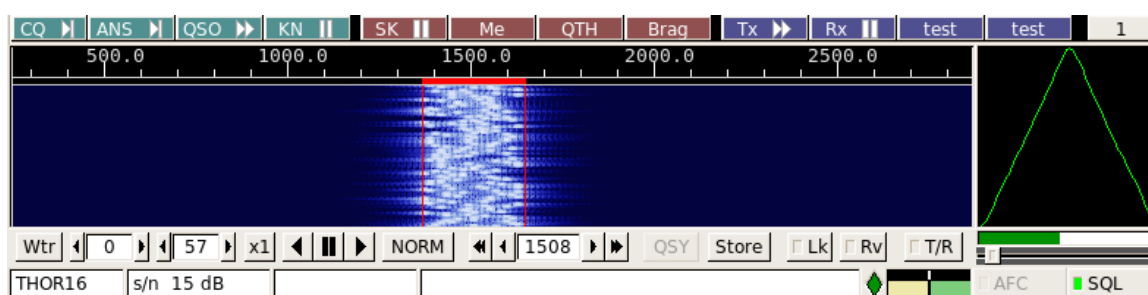 CQ ANS QSO KN SK Me QTH Brag Tx Rx test test 1
500.0 1000.0 1500.0 2000.0 2500.0
Wtr 0 57 x1 NORM 1508 QSY Store Lk Rv T/R
THOR16 s/n 15 dB AFC SQL